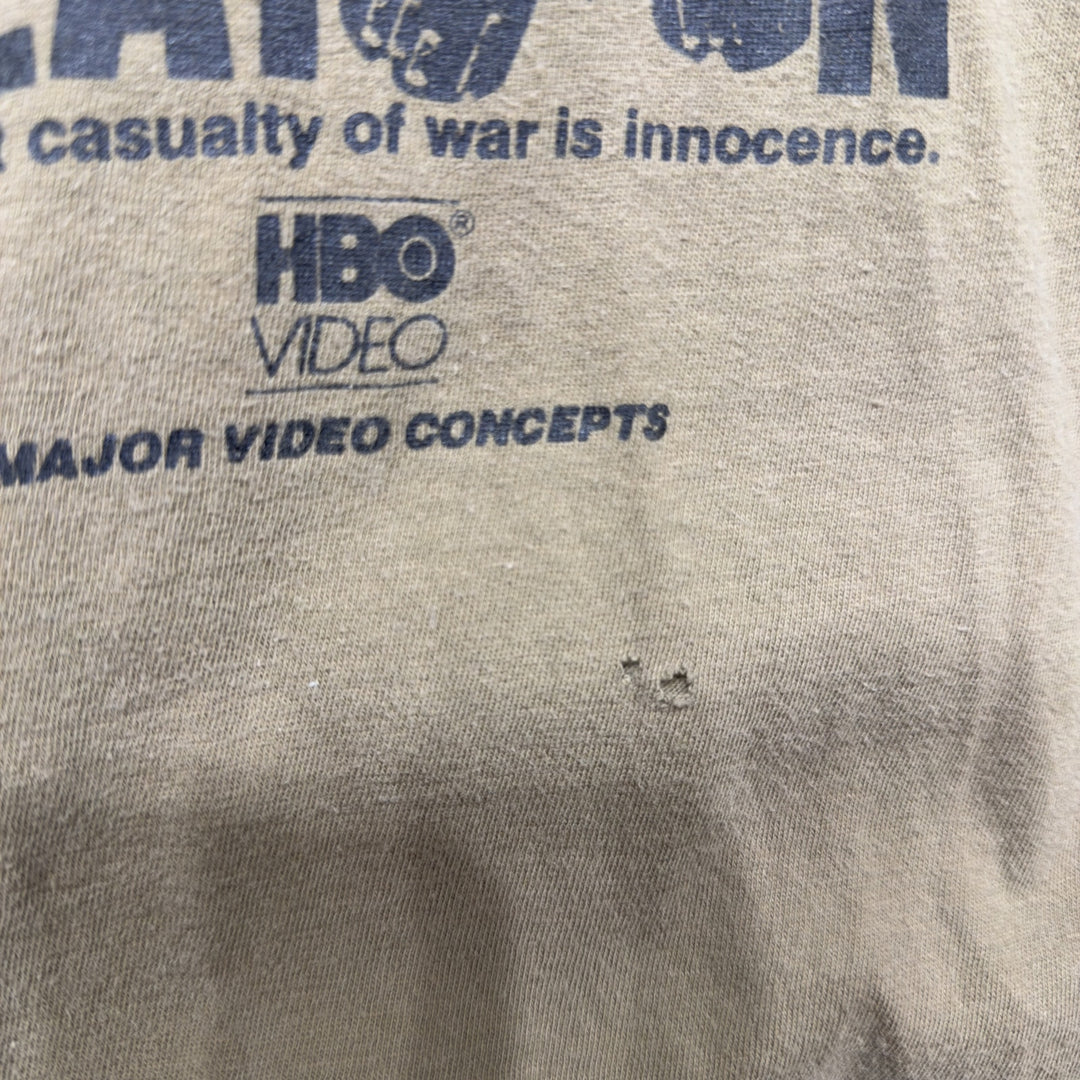 casualty of war is innocence.
HBO®
VIDEO
MAJOR VIDEO CONCEPTS